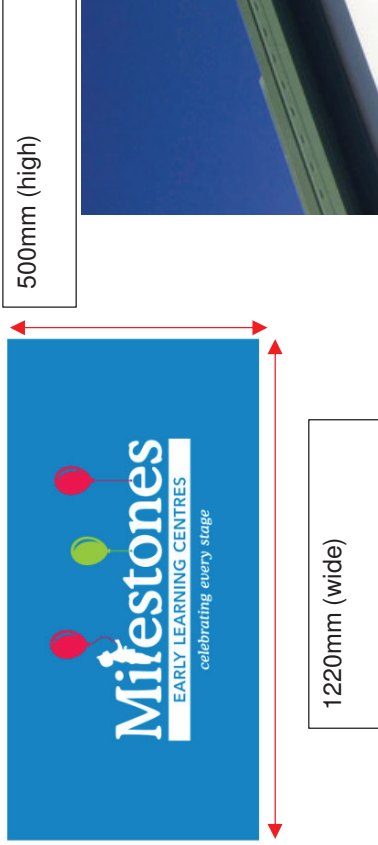 500mm (high)
Milestones
EARLY LEARNING CENTRES
celebrating every stage
1220mm (wide)